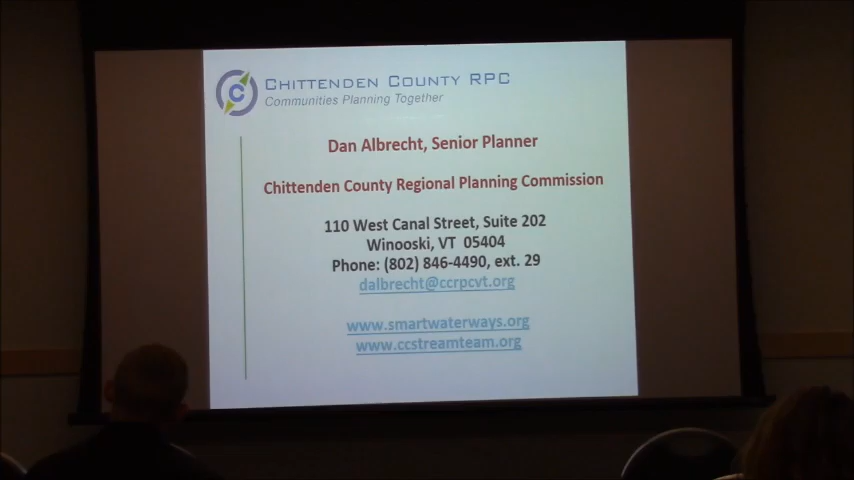 C
CHITTENDEN COUNTY RPC
Communities Planning Together
Dan Albrecht, Senior Planner
Chittenden County Regional Planning Commission
110 West Canal Street, Suite 202
Winooski, VT 05404
Phone: (802) 846-4490, ext. 29
dalbrecht@ccrpcvt.org
www.smartwaterways.org
www.ccstreamteam.org